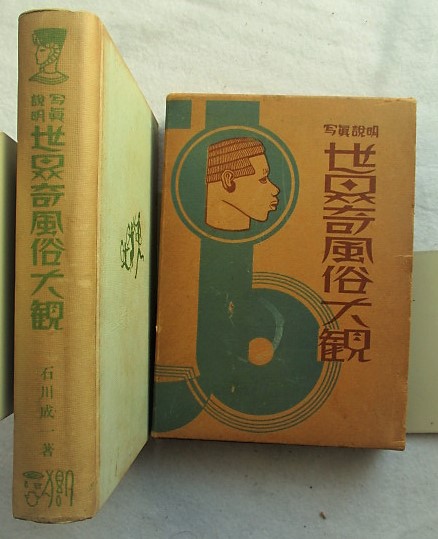 写眞
說明
世界奇風俗大観
石川成一著
写眞說明
世界奇風俗大観